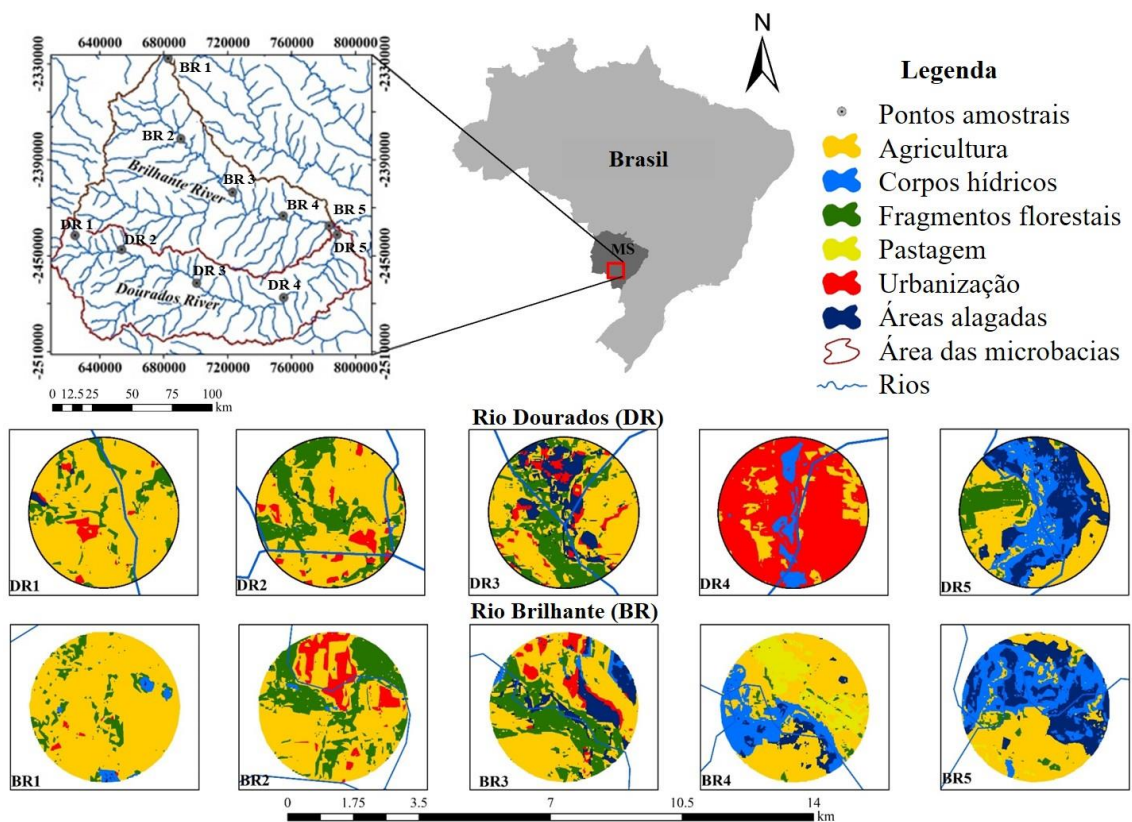 640000 680000 720000 760000 800000
-2330000
-2390000
-2450000
-2510000
BR 1
BR 2
Brilhante River
BR 3
BR 4
BR 5
DR 1
DR 2
DR 5
DR 3
DR 4
Dourados River
-2330000
-2390000
-2450000
-2510000
640000 680000 720000 760000 800000
0 12.5 25 50 75 100
km
Brasil
MS
N
Legenda
Pontos amostrais
Agricultura
Corpos hídricos
Fragmentos florestais
Pastagem
Urbanização
Áreas alagadas
Área das microbacias
Rios
Rio Dourados (DR)
DR1
DR2
DR3
DR4
DR5
Rio Brilhante (BR)
BR1
BR2
BR3
BR4
BR5
0 1.75 3.5 7 10.5 14
km